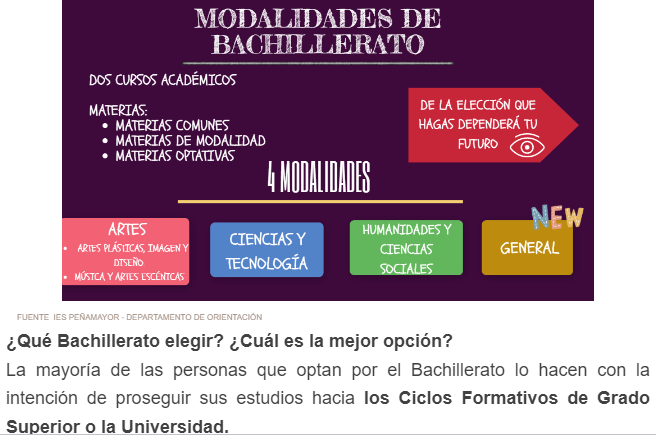 MODALIDADES DE
BACHILLERATO
DOS CURSOS ACADÉMICOS
MATERIAS:
• MATERIAS COMUNES
• MATERIAS DE MODALIDAD
• MATERIAS OPTATIVAS
DE LA ELECCIÓN QUE
HAGAS DEPENDERÁ TU
FUTURO
4 MODALIDADES
ARTES
• ARTES PLÁSTICAS, IMAGEN Y
DISEÑO
• MÚSICA Y ARTES ESCÉNICAS
CIENCIAS Y
TECNOLOGÍA
HUMANIDADES Y
CIENCIAS
SOCIALES
NEW
GENERAL
FUENTE IES PEÑAMAYOR - DEPARTAMENTO DE ORIENTACIÓN
¿Qué Bachillerato elegir? ¿Cuál es la mejor opción?
La mayoría de las personas que optan por el Bachillerato lo hacen con la
intención de proseguir sus estudios hacia los Ciclos Formativos de Grado
Superior o la Universidad.